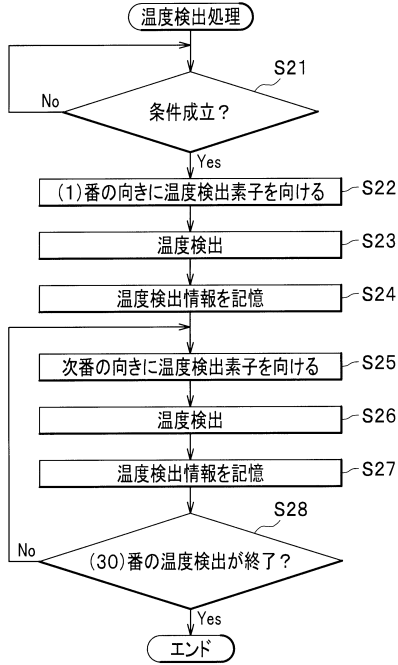 温度検出処理
S21
No
条件成立？
Yes
(1)番の向きに温度検出素子を向ける
S22
温度検出
S23
温度検出情報を記憶
S24
次番の向きに温度検出素子を向ける
S25
温度検出
S26
温度検出情報を記憶
S27
S28
No
(30)番の温度検出が終了？
Yes
エンド